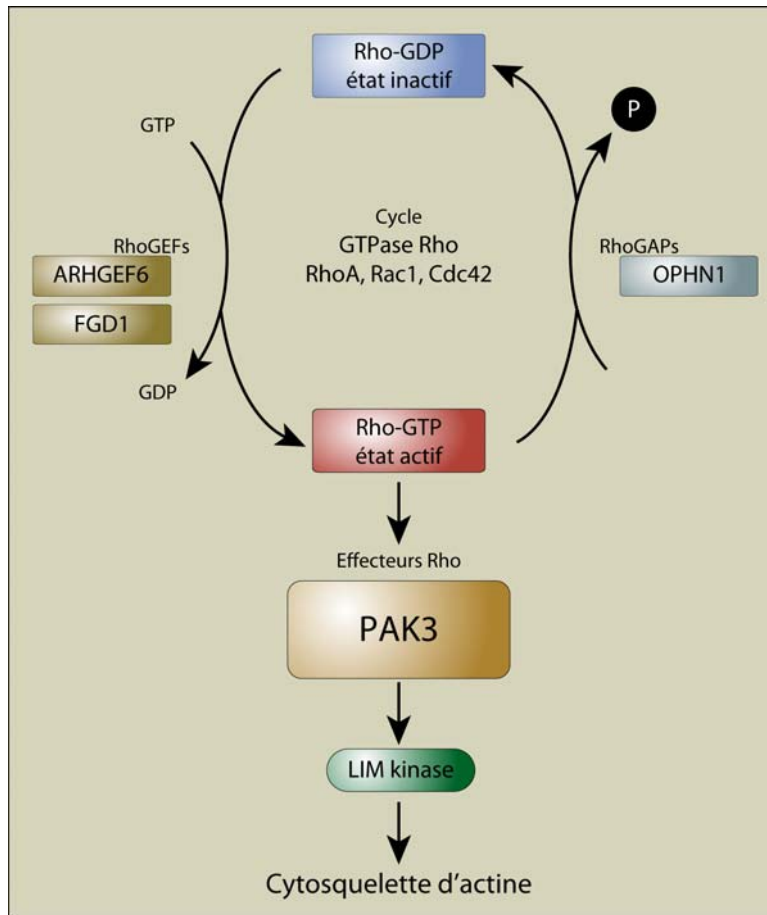 Rho-GDP
état inactif
P
GTP
Cycle
GTPase Rho
RhoA, Rac1, Cdc42
RhoGEFs
ARHGEF6
FGD1
RhoGAPs
OPHN1
GDP
Rho-GTP
état actif
Effecteurs Rho
PAK3
LIM kinase
Cytosquelette d'actine